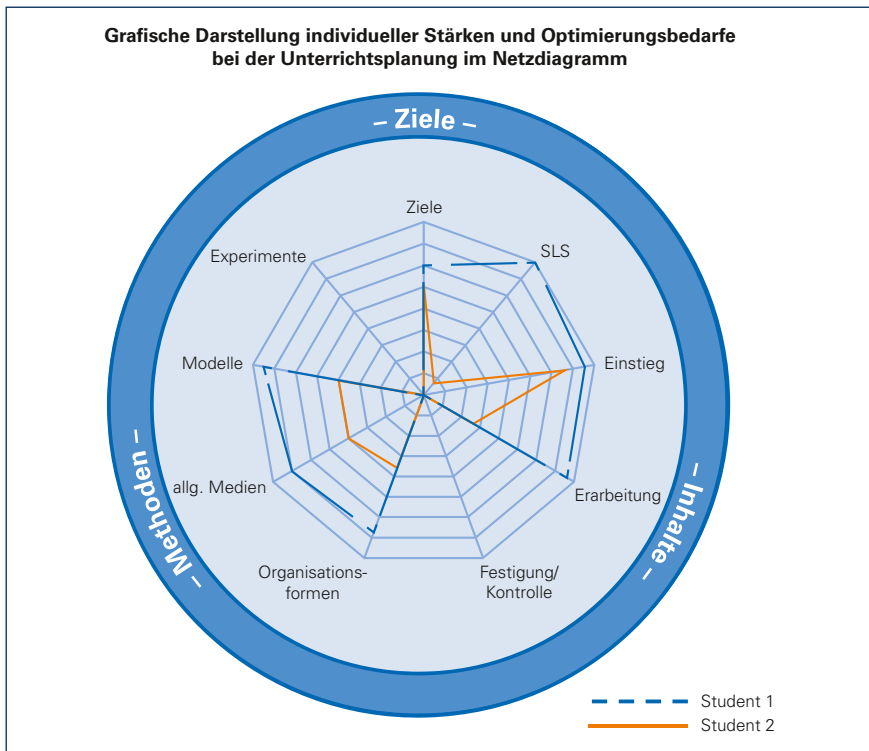 Grafische Darstellung individueller Stärken und Optimierungsbedarfe
bei der Unterrichtsplanung im Netzdiagramm
– Ziele –
Ziele
SLS
Experimente
Einstieg
Modelle
Erarbeitung
allg. Medien
Festigung/
Kontrolle
Organisations-
formen
– Methoden –
– Inhalte –
Student 1
Student 2